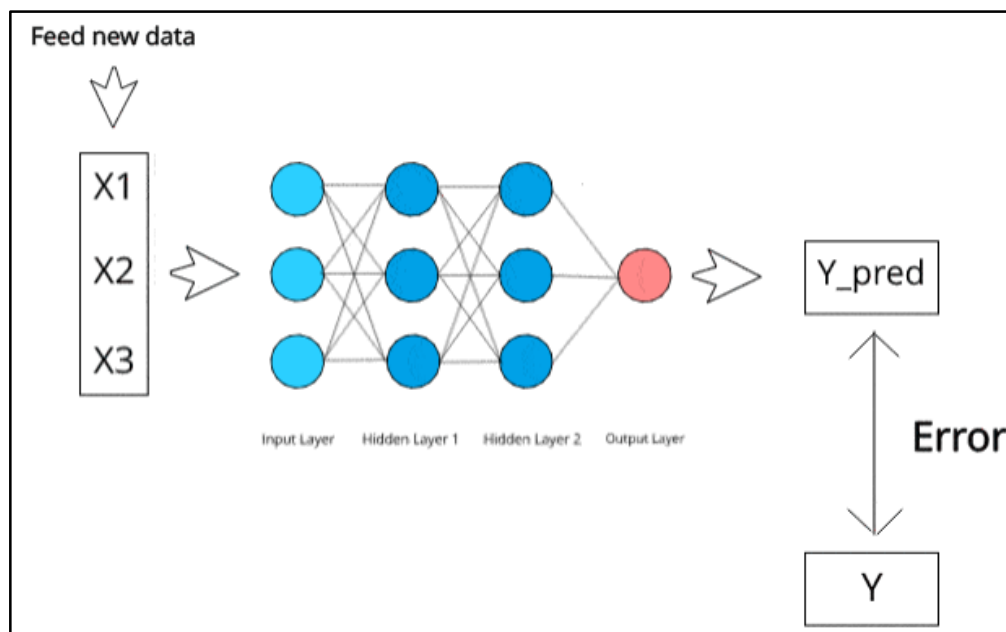 Feed new data
X1
X2
X3
Input Layer
Hidden Layer 1
Hidden Layer 2
Output Layer
Y_pred
Error
Y